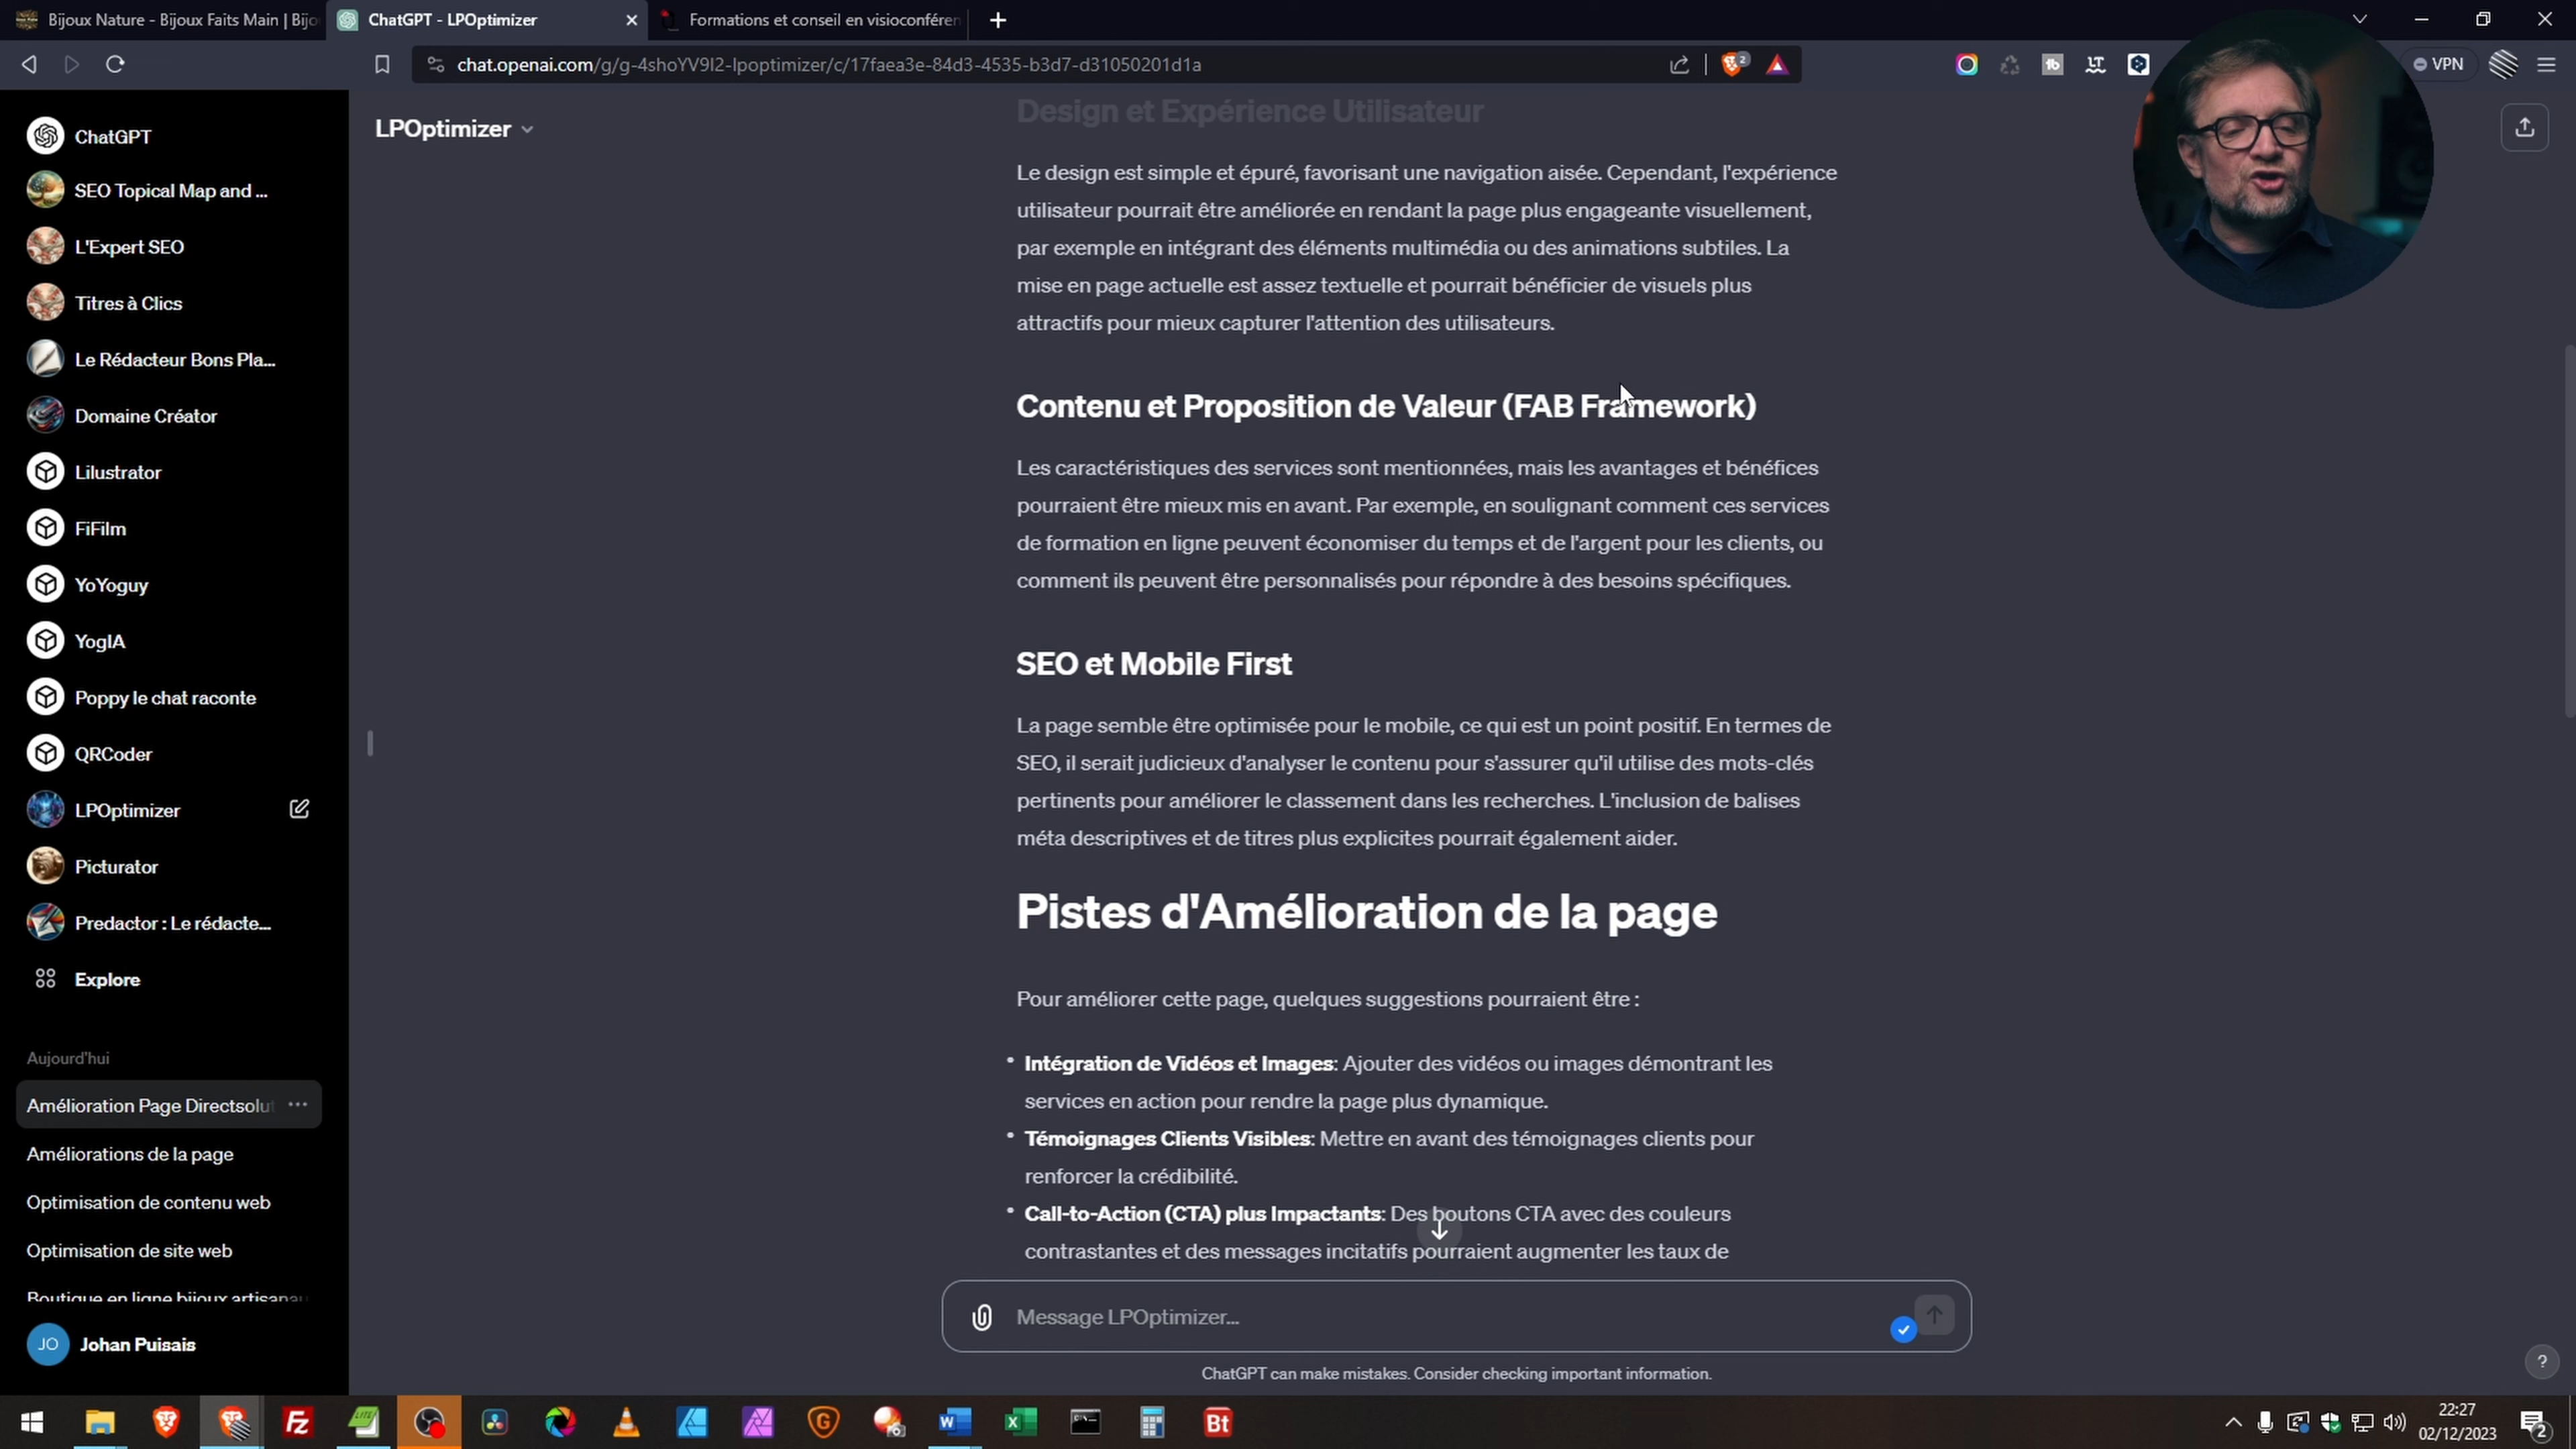 Bijoux Nature - Bijoux Faits Main | Bijo
ChatGPT - LPOptimizer
Formations et conseil en visioconféren
chat.openai.com/g/g-4shoYV9I2-lpoptimizer/c/17faea3e-84d3-4535-b3d7-d31050201d1a
2
VPN
ChatGPT
SEO Topical Map and ...
L'Expert SEO
Titres à Clics
Le Rédacteur Bons Pla...
Domaine Créator
Lilustrator
FiFilm
YoYoguy
YogIA
Poppy le chat raconte
QRCoder
LPOptimizer
Picturator
Predactor : Le rédacte...
Explore
Aujourd'hui
Amélioration Page Directsolut
Améliorations de la page
Optimisation de contenu web
Optimisation de site web
Boutique en ligne bijoux artisanau
JO
Johan Puisais
LPOptimizer
Design et Expérience Utilisateur
Le design est simple et épuré, favorisant une navigation aisée. Cependant, l'expérience
utilisateur pourrait être améliorée en rendant la page plus engageante visuellement,
par exemple en intégrant des éléments multimédia ou des animations subtiles. La
mise en page actuelle est assez textuelle et pourrait bénéficier de visuels plus
attractifs pour mieux capturer l'attention des utilisateurs.
Contenu et Proposition de Valeur (FAB Framework)
Les caractéristiques des services sont mentionnées, mais les avantages et bénéfices
pourraient être mieux mis en avant. Par exemple, en soulignant comment ces services
de formation en ligne peuvent économiser du temps et de l'argent pour les clients, ou
comment ils peuvent être personnalisés pour répondre à des besoins spécifiques.
SEO et Mobile First
La page semble être optimisée pour le mobile, ce qui est un point positif. En termes de
SEO, il serait judicieux d'analyser le contenu pour s'assurer qu'il utilise des mots-clés
pertinents pour améliorer le classement dans les recherches. L'inclusion de balises
méta descriptives et de titres plus explicites pourrait également aider.
Pistes d'Amélioration de la page
Pour améliorer cette page, quelques suggestions pourraient être :
• Intégration de Vidéos et Images: Ajouter des vidéos ou images démontrant les
services en action pour rendre la page plus dynamique.
• Témoignages Clients Visibles: Mettre en avant des témoignages clients pour
renforcer la crédibilité.
• Call-to-Action (CTA) plus Impactants: Des boutons CTA avec des couleurs
contrastantes et des messages incitatifs pourraient augmenter les taux de
Message LPOptimizer...
ChatGPT can make mistakes. Consider checking important information.
?
Fz
LITE
G
W
X
Bt
22:27
02/12/2023
2